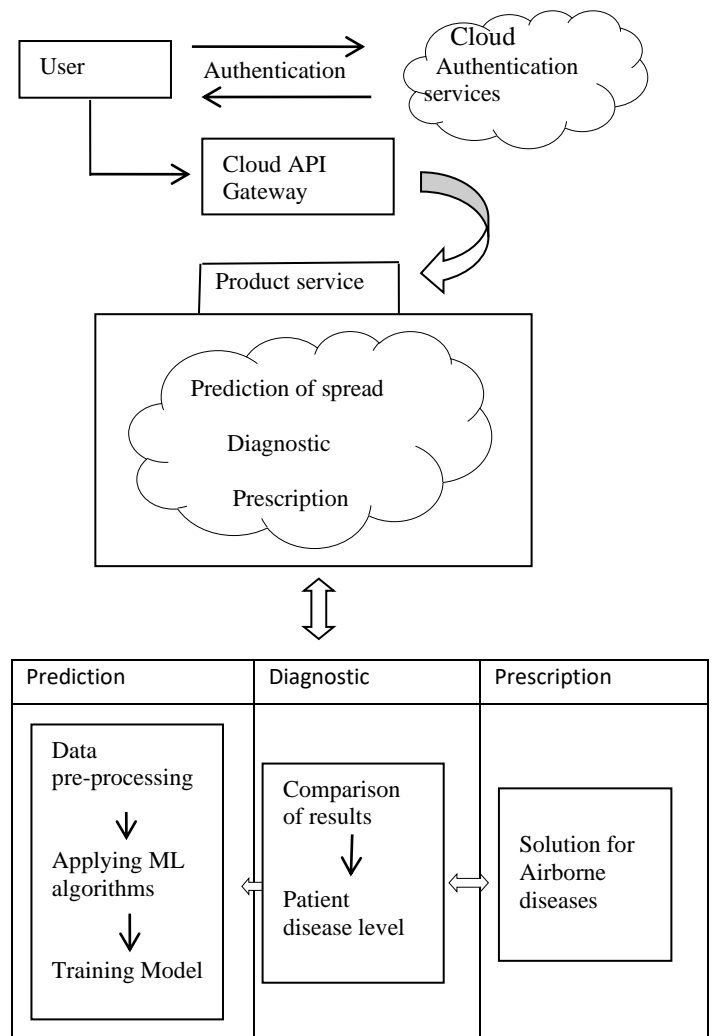 User
Authentication
Cloud
Authentication
services
Cloud API
Gateway
Product service
Prediction of spread
Diagnostic
Prescription
Prediction
Diagnostic
Prescription
Data
pre-processing
Applying ML
algorithms
Training Model
Comparison
of results
Patient
disease level
Solution for
Airborne
diseases